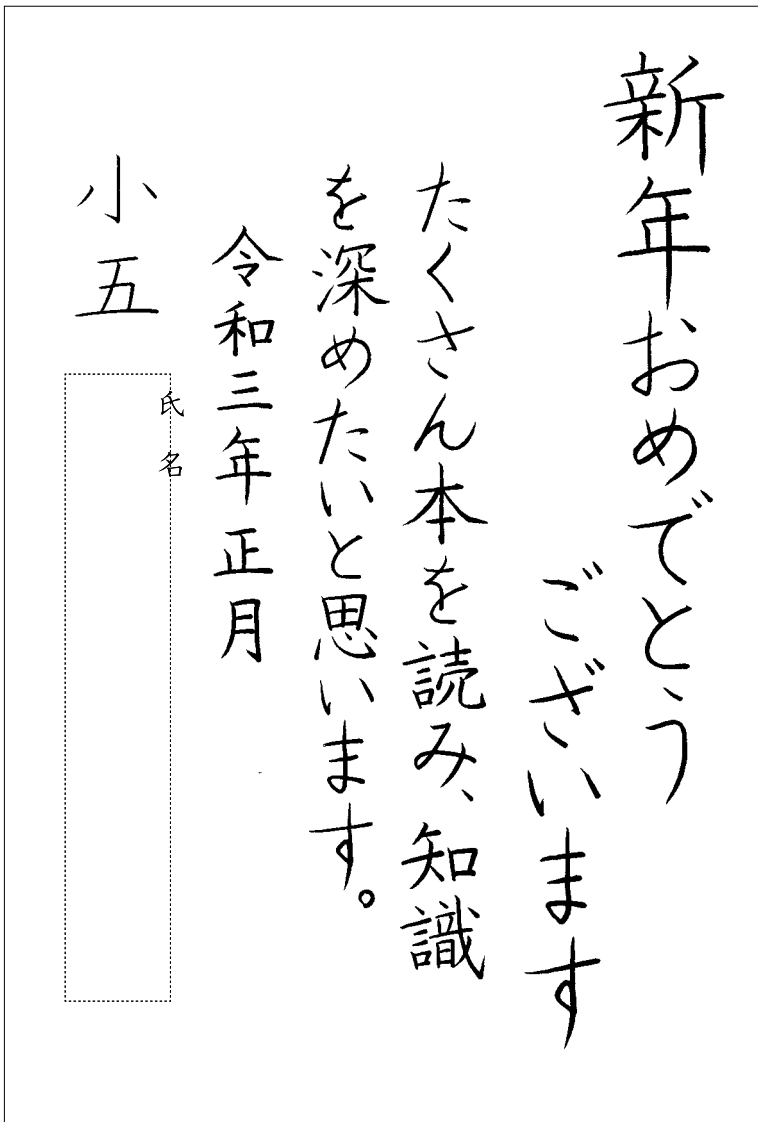 新年おめでとう
ございます
たくさん本を読み、知識
を深めたいと思います。
令和三年正月
小五
氏名